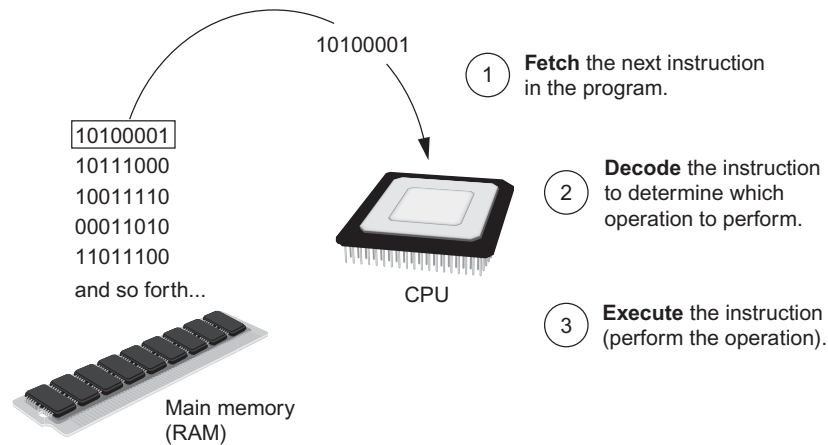 10100001
1 Fetch the next instruction
in the program.
10100001
10111000
10011110
00011010
11011100
and so forth...
2 Decode the instruction
to determine which
operation to perform.
CPU
3 Execute the instruction
(perform the operation).
Main memory
(RAM)